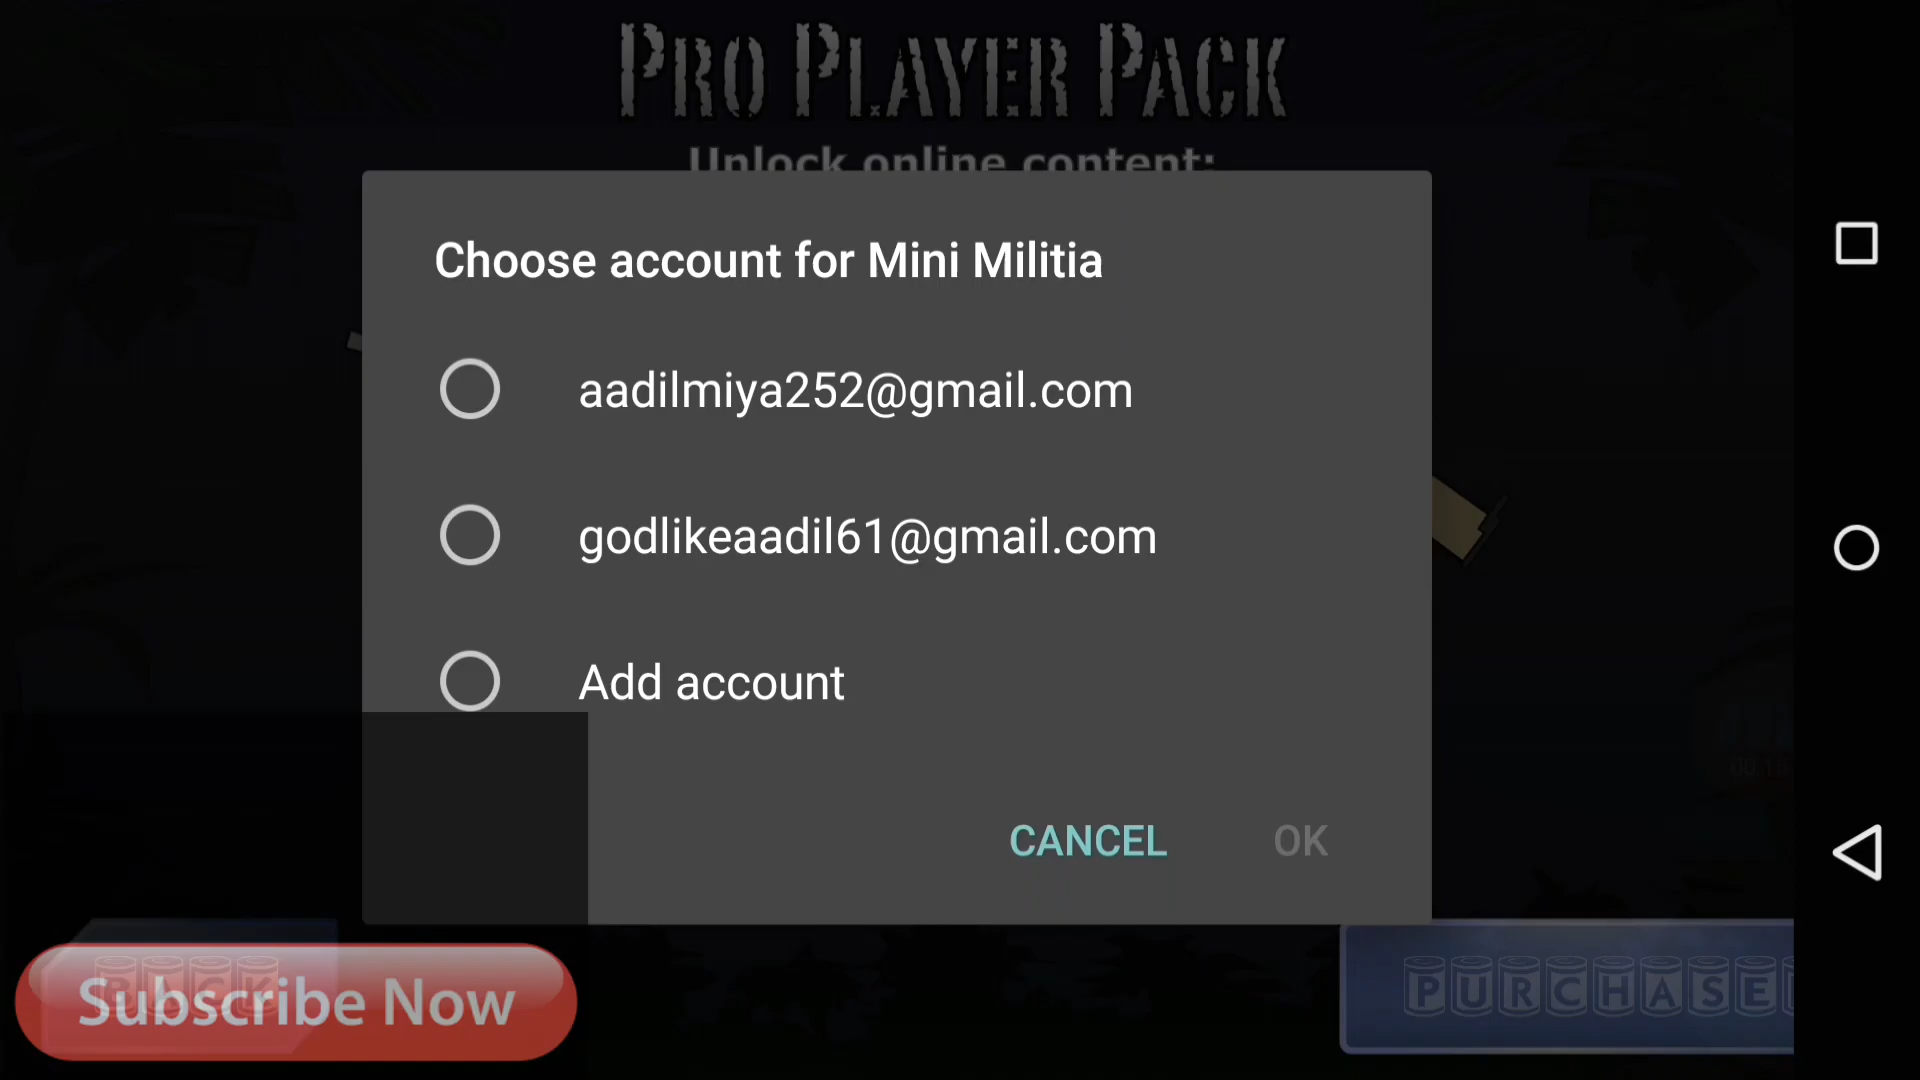 PRO PLAYER PACK
Unlock online content:
Choose account for Mini Militia
aadilmiya252@gmail.com
godlikeaadil61@gmail.com
Add account
CANCEL
OK
Subscribe Now
PURCHASE